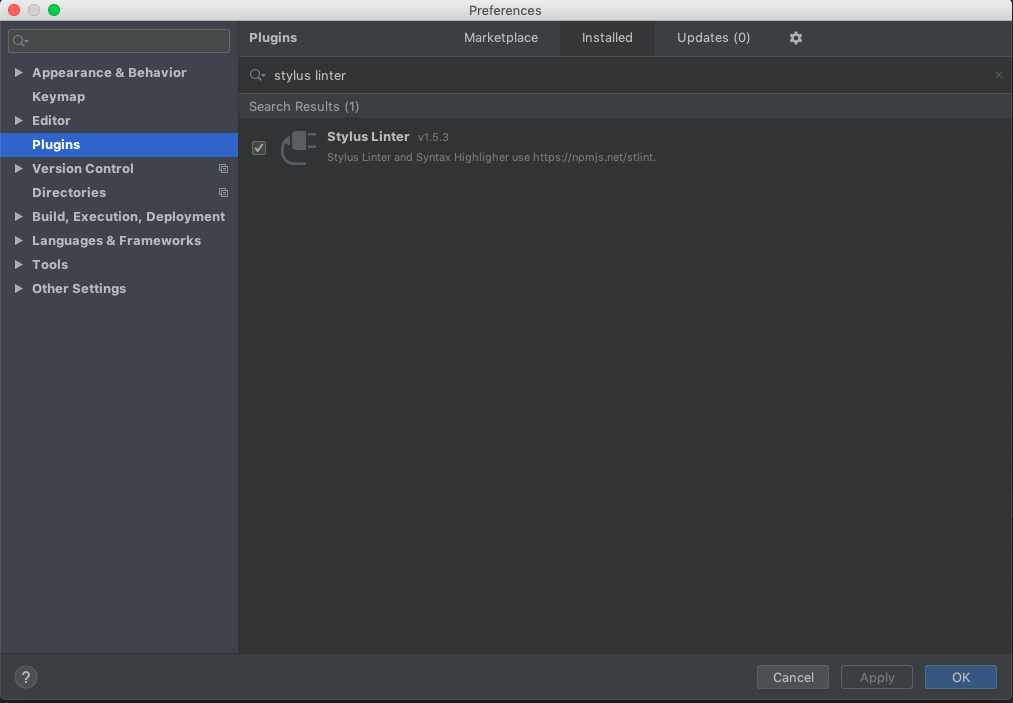 Preferences
Plugins
Marketplace
Installed
Updates (0)
stylus linter
Search Results (1)
Stylus Linter v1.5.3
Stylus Linter and Syntax Highligher use https://npmjs.net/stlint.
Appearance & Behavior
Keymap
Editor
Plugins
Version Control
Directories
Build, Execution, Deployment
Languages & Frameworks
Tools
Other Settings
?
Cancel
Apply
OK